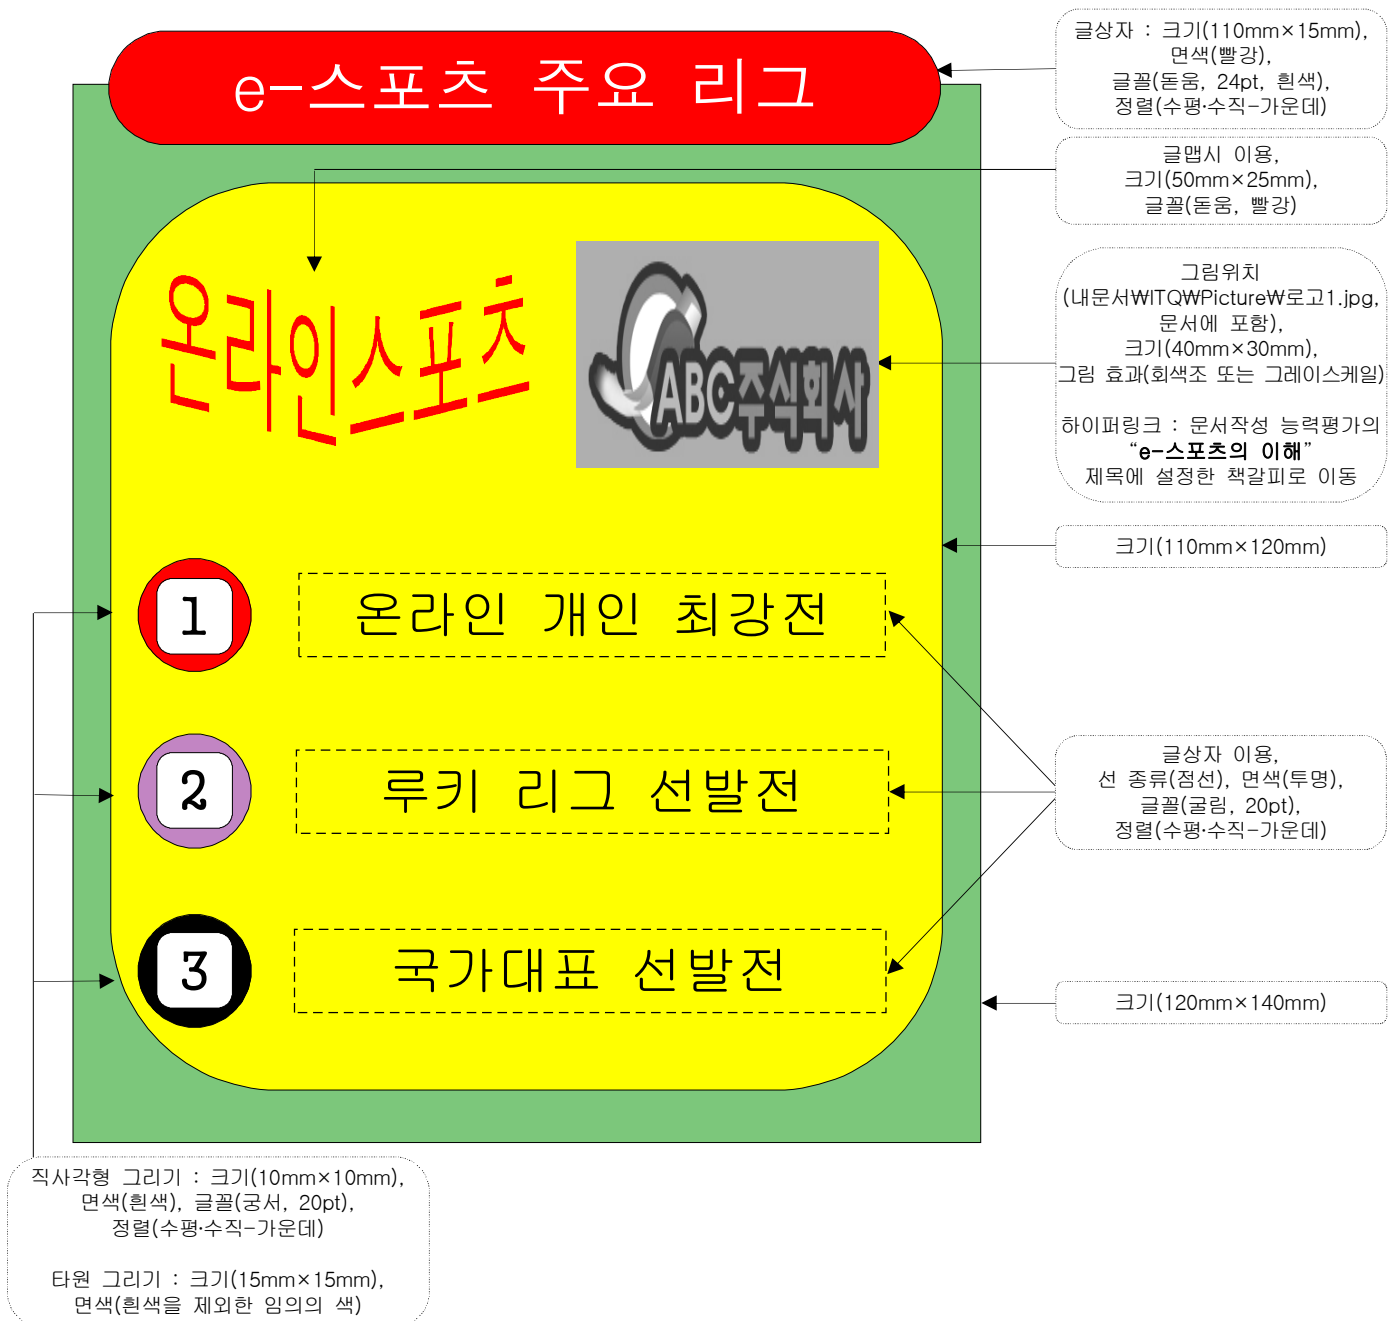 e-스포츠 주요 리그
글상자 : 크기(110mm×15mm),
면색(빨강),
글꼴(돋움, 24pt, 흰색),
정렬(수평·수직-가운데)
글맵시 이용,
크기(50mm×25mm),
글꼴(돋움, 빨강)
온라인스포츠
ABC주식회사
그림위치
(내문서₩ITQ₩Picture₩로고1.jpg,
문서에 포함),
크기(40mm×30mm),
그림 효과(회색조 또는 그레이스케일)
하이퍼링크 : 문서작성 능력평가의
“e-스포츠의 이해”
제목에 설정한 책갈피로 이동
크기(110mm×120mm)
1 온라인 개인 최강전
2 루키 리그 선발전
글상자 이용,
선 종류(점선), 면색(투명),
글꼴(굴림, 20pt),
정렬(수평·수직-가운데)
3 국가대표 선발전
크기(120mm×140mm)
직사각형 그리기 : 크기(10mm×10mm),
면색(흰색), 글꼴(궁서, 20pt),
정렬(수평·수직-가운데)
타원 그리기 : 크기(15mm×15mm),
면색(흰색을 제외한 임의의 색)